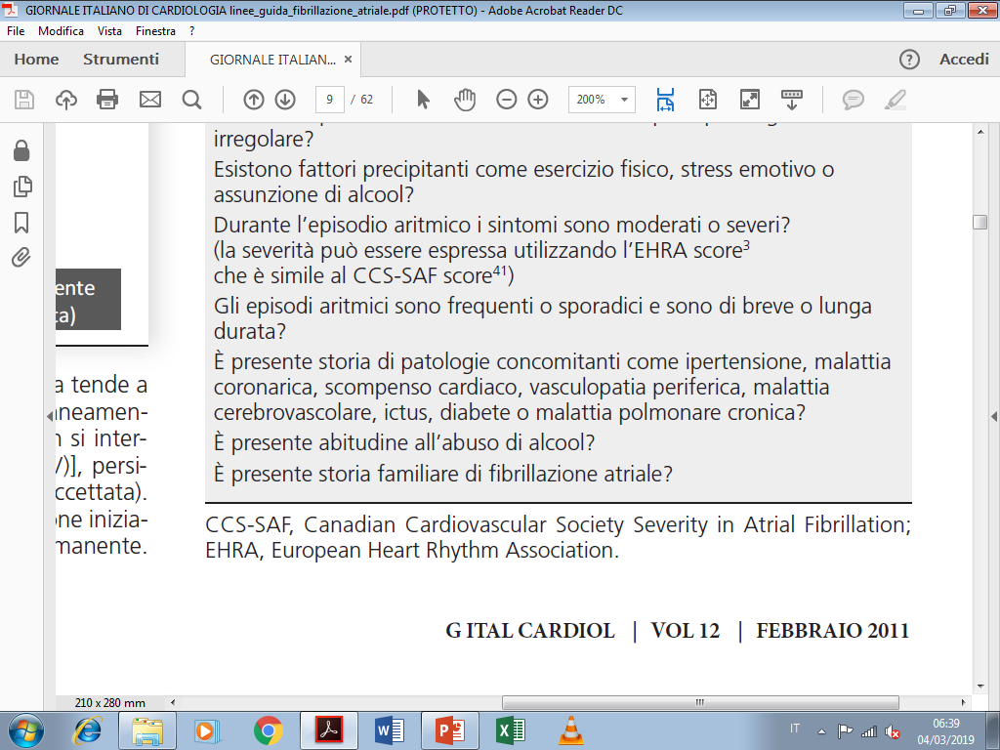 GIORNALE ITALIANO DI CARDIOLOGIA linee_guida_fibrillazione_atriale.pdf (PROTETTO) - Adobe Acrobat Reader DC
File Modifica Vista Finestra ?
Home Strumenti GIORNALE ITALIAN... × Accedi
9 / 62 200%
irregolare?
Esistono fattori precipitanti come esercizio fisico, stress emotivo o
assunzione di alcool?
Durante l'episodio aritmico i sintomi sono moderati o severi?
(la severità può essere espressa utilizzando l'EHRA score3
che è simile al CCS-SAF score41)
Gli episodi aritmici sono frequenti o sporadici e sono di breve o lunga
durata?
È presente storia di patologie concomitanti come ipertensione, malattia
coronarica, scompenso cardiaco, vasculopatia periferica, malattia
cerebrovascolare, ictus, diabete o malattia polmonare cronica?
È presente abitudine all'abuso di alcool?
È presente storia familiare di fibrillazione atriale?
CCS-SAF, Canadian Cardiovascular Society Severity in Atrial Fibrillation;
EHRA, European Heart Rhythm Association.
ente
ta)
a tende a
aneamen-
n si inter-
/)], persi-
ccettata).
one inizia-
manente.
G ITAL CARDIOL | VOL 12 | FEBBRAIO 2011
210 x 280 mm
IT 06:39
04/03/2019